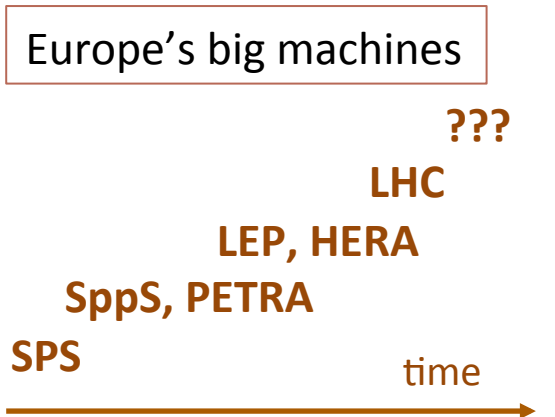 Europe’s big machines
???
LHC
LEP, HERA
SppS, PETRA
SPS
time